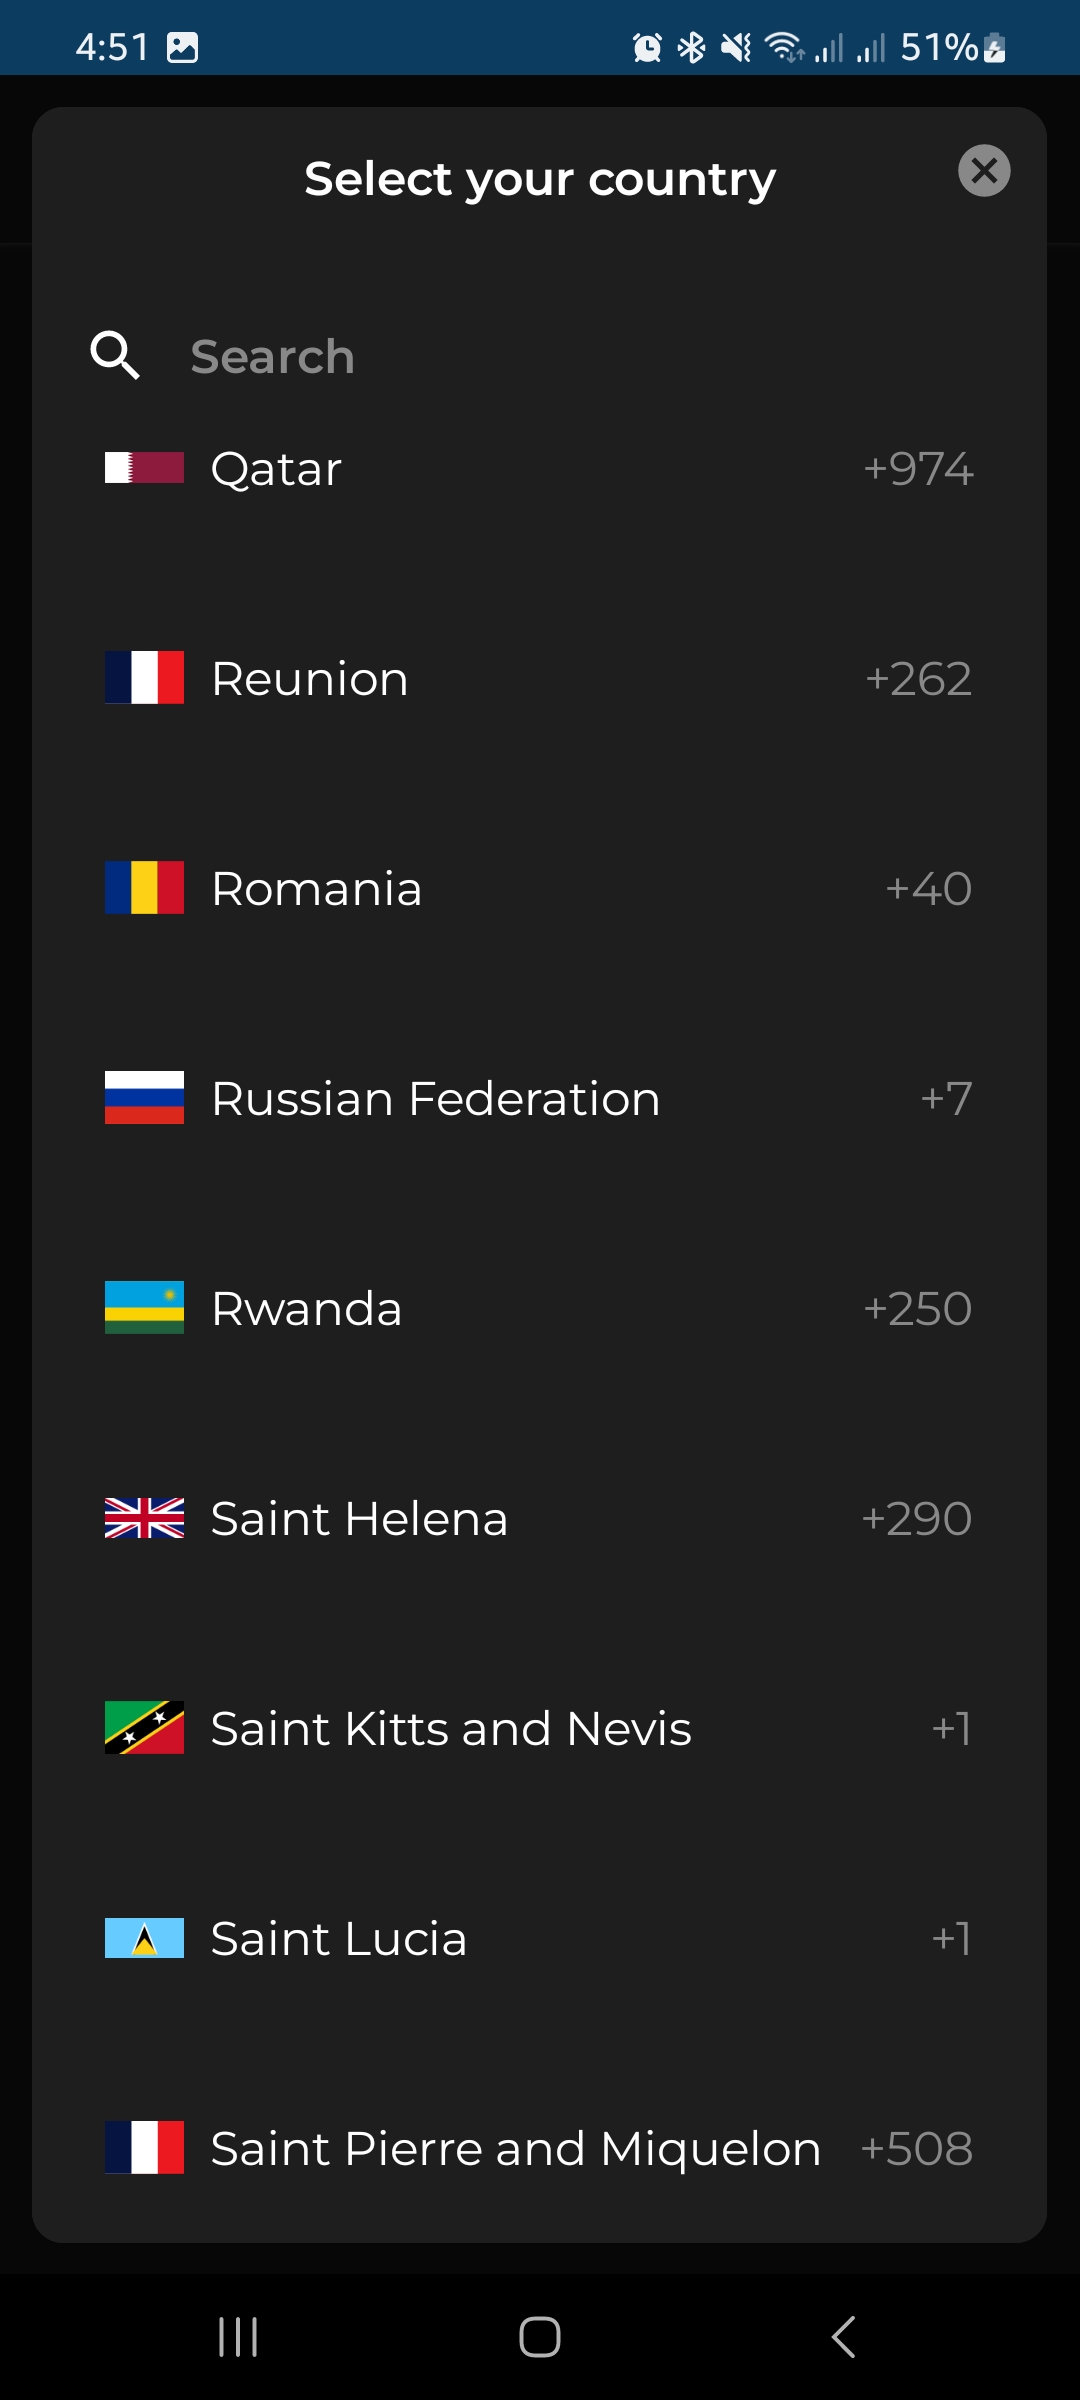 4:51 51%
Select your country
Search
Qatar +974
Reunion +262
Romania +40
Russian Federation +7
Rwanda +250
Saint Helena +290
Saint Kitts and Nevis +1
Saint Lucia +1
Saint Pierre and Miquelon +508